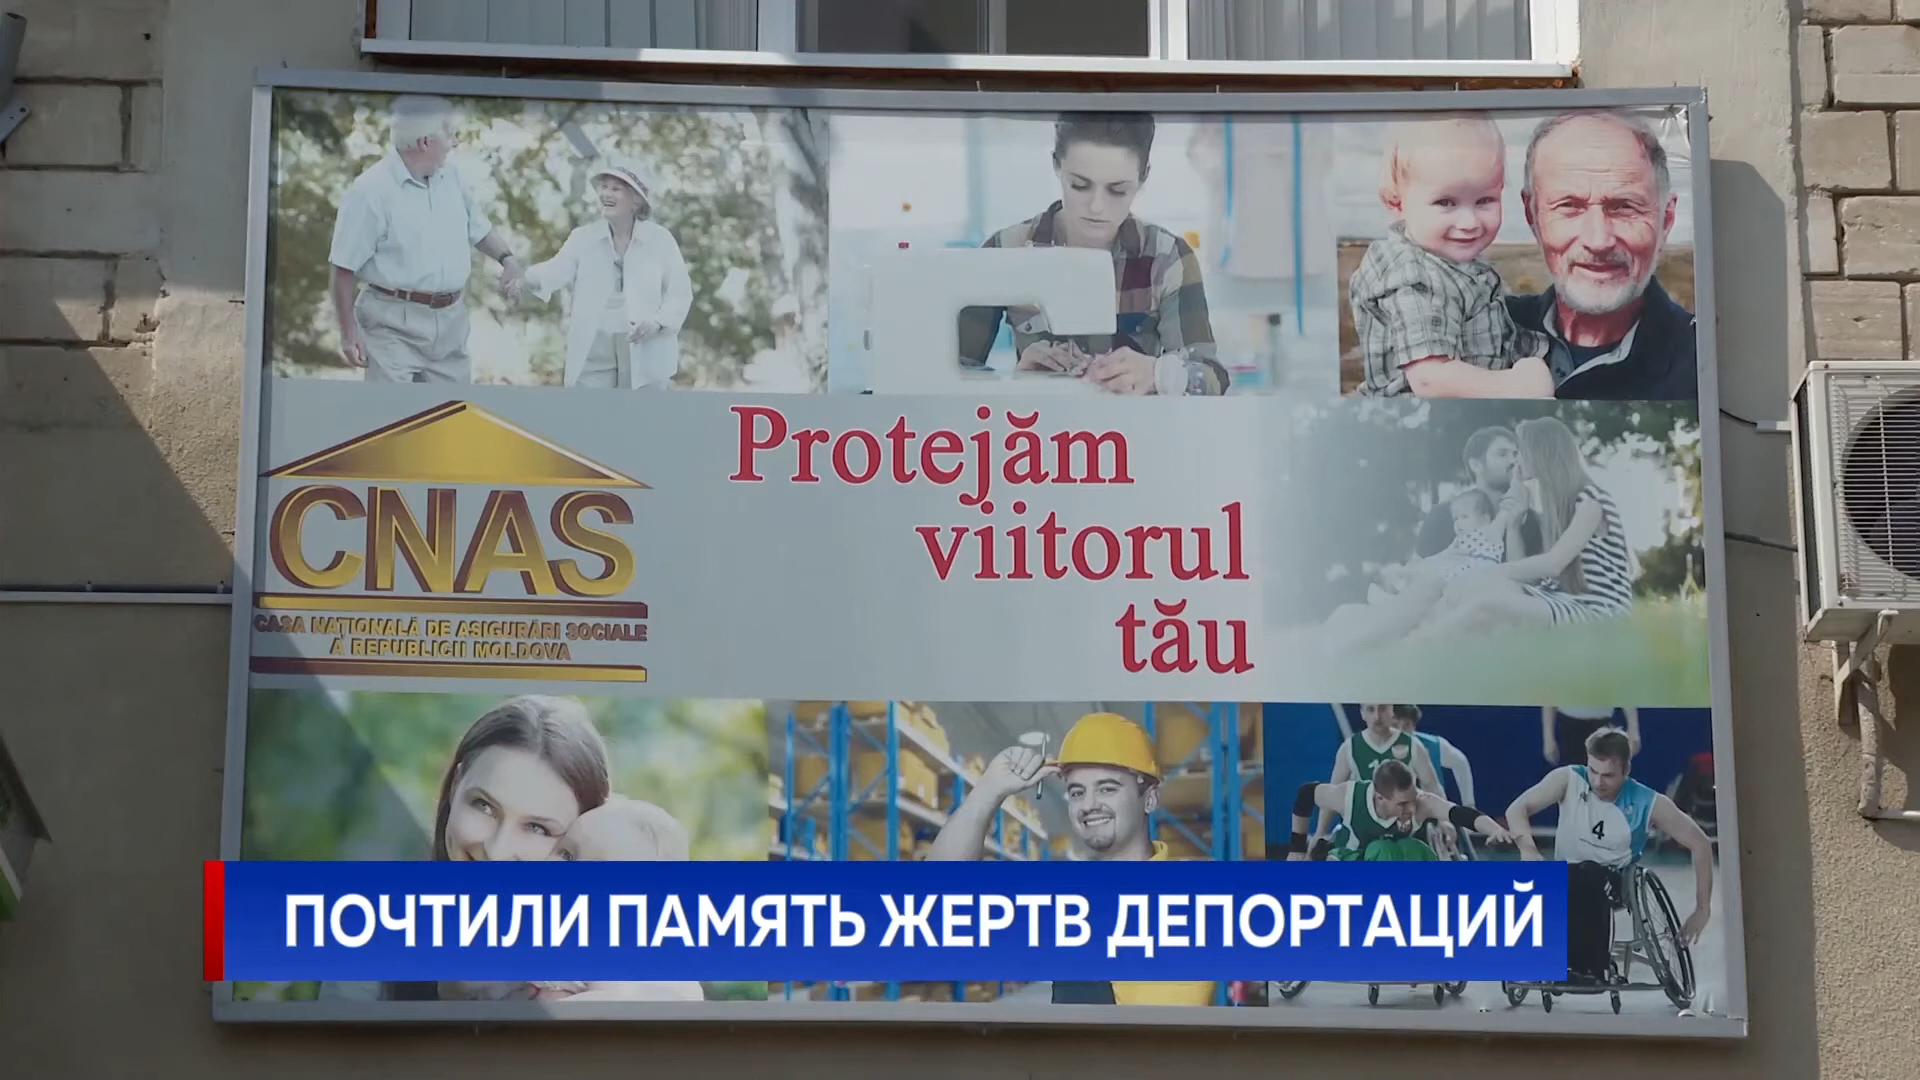 Protejăm
viitorul
tău
CNAS
CASA NAȚIONALĂ DE ASIGURĂRI SOCIALE
A REPUBLICII MOLDOVA
4
ПОЧТИЛИ ПАМЯТЬ ЖЕРТВ ДЕПОРТАЦИЙ